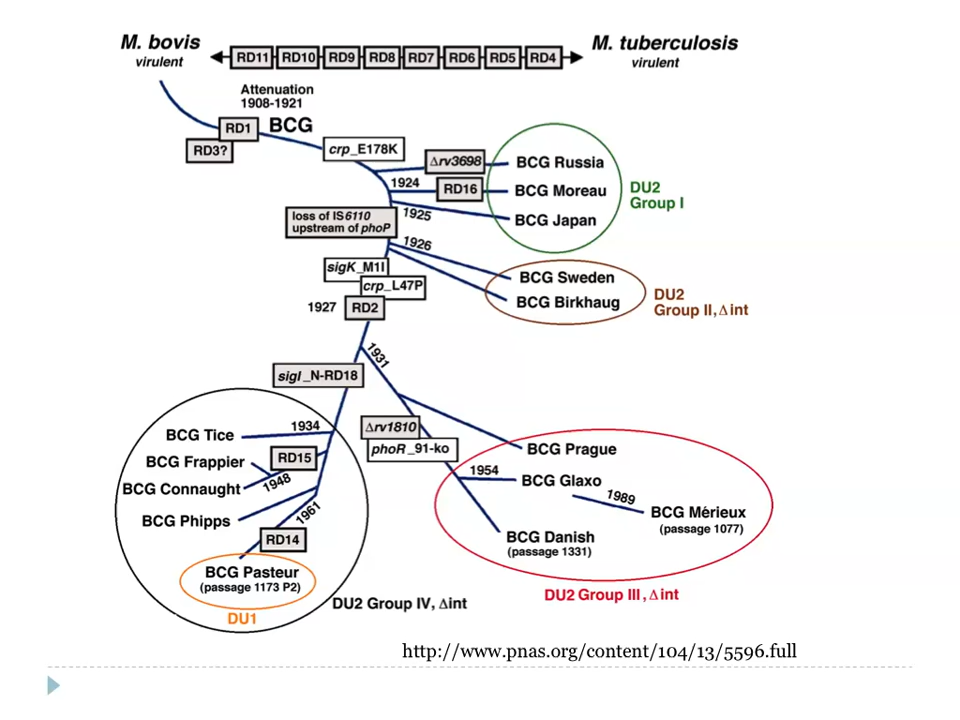 M. bovis
virulent
RD11 RD10 RD9 RD8 RD7 RD6 RD5 RD4
M. tuberculosis
virulent
Attenuation
1908-1921
RD1
BCG
RD3?
crp_E178K
Δrv3698
BCG Russia
1924
RD16
BCG Moreau
DU2
Group I
1925
BCG Japan
loss of IS6110
upstream of phoP
1926
sigK_M1I
crp_L47P
BCG Sweden
BCG Birkhaug
DU2
Group II, Δint
1927
RD2
1931
sigI_N-RD18
Δrv1810
phoR_91-ko
1934
BCG Tice
RD15
BCG Frappier
BCG Connaught
1948
BCG Phipps
1961
RD14
BCG Pasteur
(passage 1173 P2)
DU1
DU2 Group IV, Δint
BCG Prague
1954
BCG Glaxo
1989
BCG Mérieux
(passage 1077)
BCG Danish
(passage 1331)
DU2 Group III, Δint
http://www.pnas.org/content/104/13/5596.full